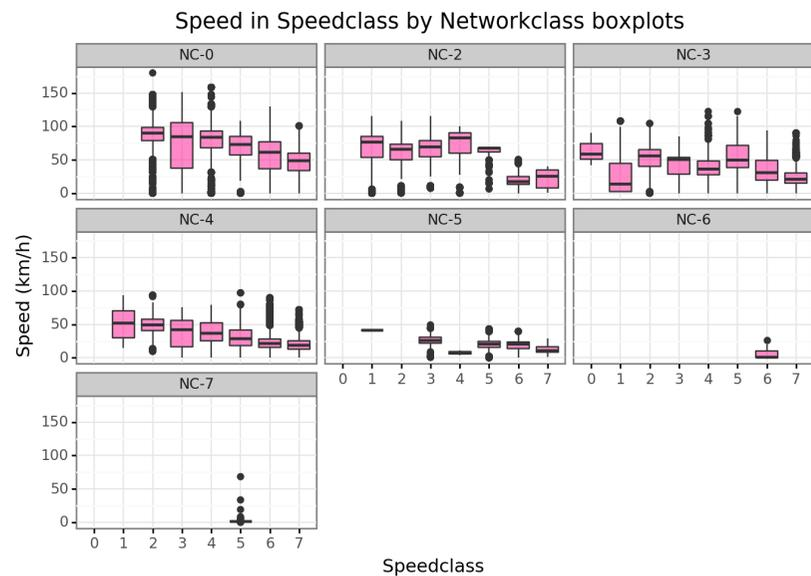 Speed in Speedclass by Networkclass boxplots
NC-0 NC-2 NC-3
150
100
50
0
NC-4 NC-5 NC-6
150
100
50
0
0 1 2 3 4 5 6 7 0 1 2 3 4 5 6 7
NC-7
150
100
50
0
0 1 2 3 4 5 6 7
Speed (km/h)
Speedclass